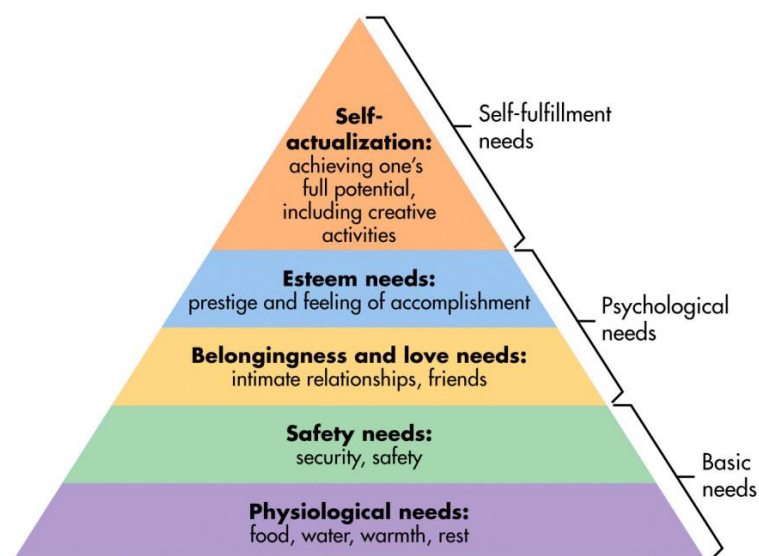 Self-
actualization:
achieving one's
full potential,
including creative
activities
Self-fulfillment
needs
Esteem needs:
prestige and feeling of accomplishment
Psychological
needs
Belongingness and love needs:
intimate relationships, friends
Safety needs:
security, safety
Basic
needs
Physiological needs:
food, water, warmth, rest